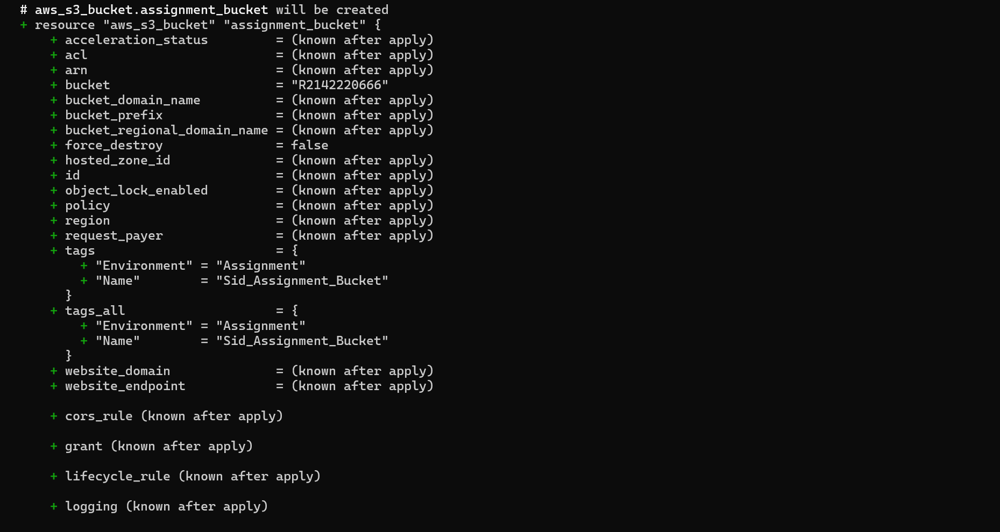 # aws_s3_bucket.assignment_bucket will be created
+ resource "aws_s3_bucket" "assignment_bucket" {
+ acceleration_status = (known after apply)
+ acl = (known after apply)
+ arn = (known after apply)
+ bucket = "R2142220666"
+ bucket_domain_name = (known after apply)
+ bucket_prefix = (known after apply)
+ bucket_regional_domain_name = (known after apply)
+ force_destroy = false
+ hosted_zone_id = (known after apply)
+ id = (known after apply)
+ object_lock_enabled = (known after apply)
+ policy = (known after apply)
+ region = (known after apply)
+ request_payer = (known after apply)
+ tags = {
+ "Environment" = "Assignment"
+ "Name" = "Sid_Assignment_Bucket"
}
+ tags_all = {
+ "Environment" = "Assignment"
+ "Name" = "Sid_Assignment_Bucket"
}
+ website_domain = (known after apply)
+ website_endpoint = (known after apply)
+ cors_rule (known after apply)
+ grant (known after apply)
+ lifecycle_rule (known after apply)
+ logging (known after apply)